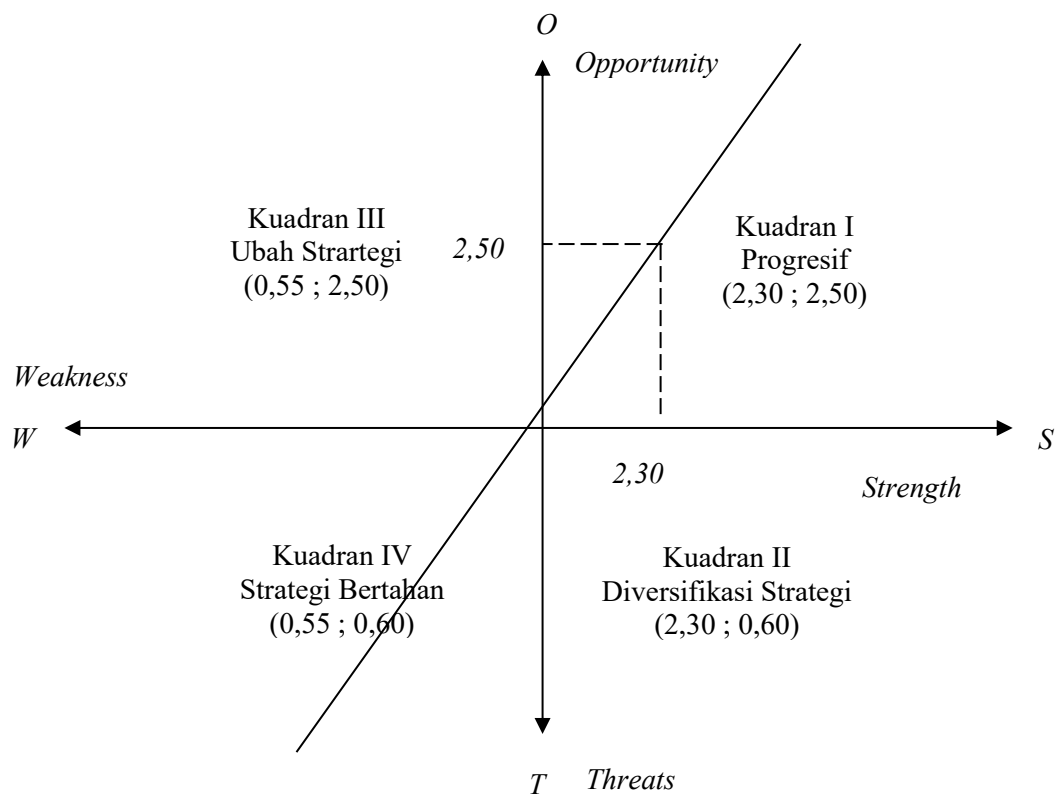 O
Opportunity
Kuadran III
Ubah Strartegi
(0,55 ; 2,50)
2,50
Kuadran I
Progresif
(2,30 ; 2,50)
Weakness
W
S
2,30
Strength
Kuadran IV
Strategi Bertahan
(0,55 ; 0,60)
Kuadran II
Diversifikasi Strategi
(2,30 ; 0,60)
T
Threats